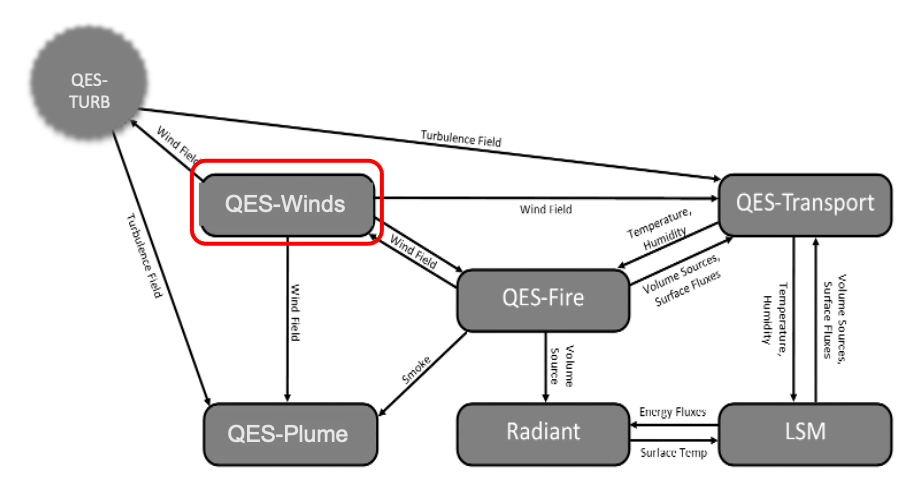 QES-
TURB
Turbulence Field
Wind Field
QES-Winds
Wind Field
QES-Transport
Turbulence Field
Wind Field
Temperature,
Humidity
Volume Sources,
Surface Fluxes
QES-Fire
Wind Field
Temperature,
Humidity
Volume Sources,
Surface Fluxes
Smoke
Volume
Source
QES-Plume
Radiant
Energy Fluxes
Surface Temp
LSM